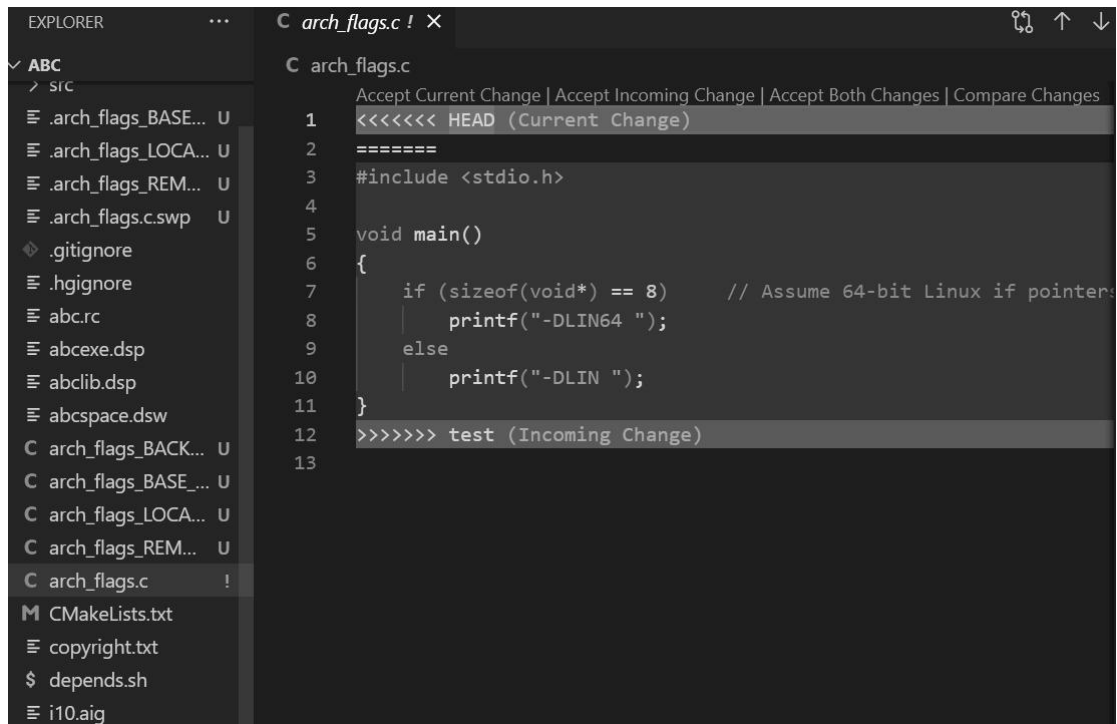 EXPLORER ...
ABC
src
.arch_flags_BASE... U
.arch_flags_LOCA... U
.arch_flags_REM... U
.arch_flags.c.swp U
.gitignore
.hgignore
abc.rc
abcexe.dsp
abclib.dsp
abcspace.dsw
C arch_flags_BACK... U
C arch_flags_BASE_... U
C arch_flags_LOCA... U
C arch_flags_REM... U
C arch_flags.c !
M CMakeLists.txt
copyright.txt
$ depends.sh
i10.aig
C arch_flags.c !
C arch_flags.c
Accept Current Change | Accept Incoming Change | Accept Both Changes | Compare Changes
1 <<<<<<< HEAD (Current Change)
2 =======
3 #include <stdio.h>
4
5 void main()
6 {
7     if (sizeof(void*) == 8)     // Assume 64-bit Linux if pointers
8         printf("-DLIN64 ");
9     else
10         printf("-DLIN ");
11 }
12 >>>>>>> test (Incoming Change)
13